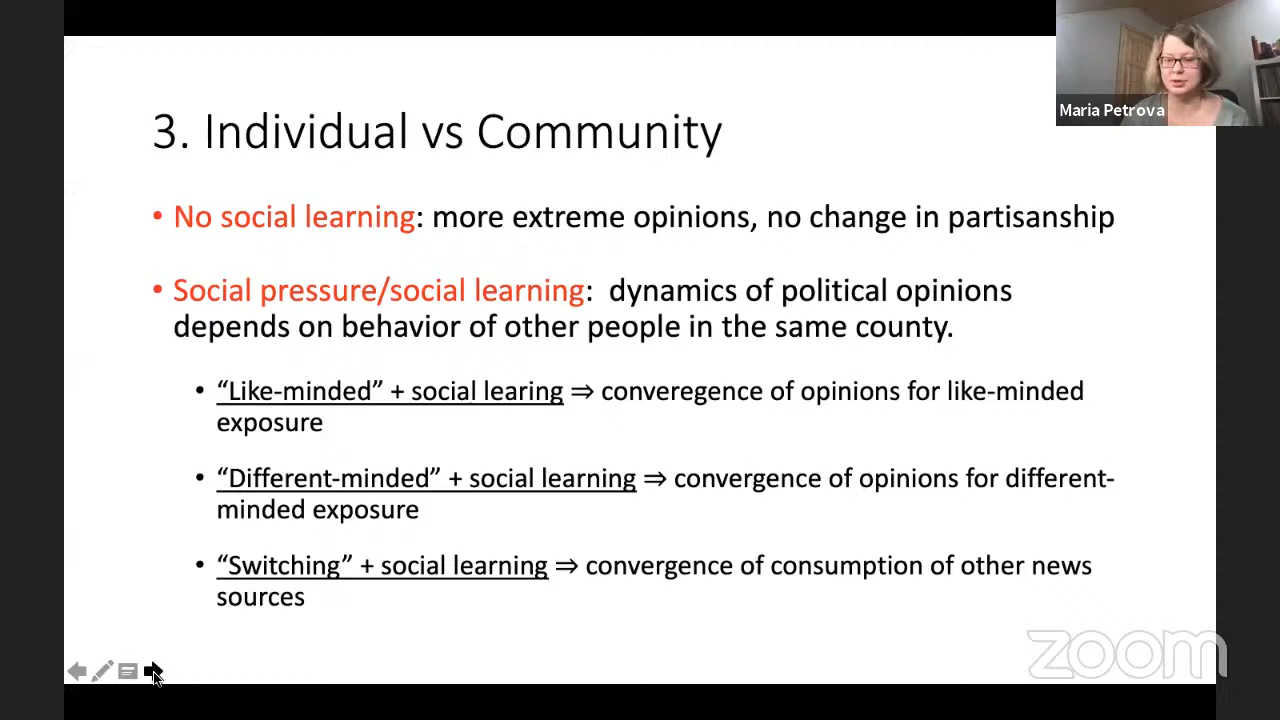 3. Individual vs Community
Maria Petrova
• No social learning: more extreme opinions, no change in partisanship
• Social pressure/social learning:  dynamics of political opinions
depends on behavior of other people in the same county.
• “Like-minded” + social learing ⇒ converegence of opinions for like-minded
exposure
• “Different-minded” + social learning ⇒ convergence of opinions for different-
minded exposure
• “Switching” + social learning ⇒ convergence of consumption of other news
sources
zoom